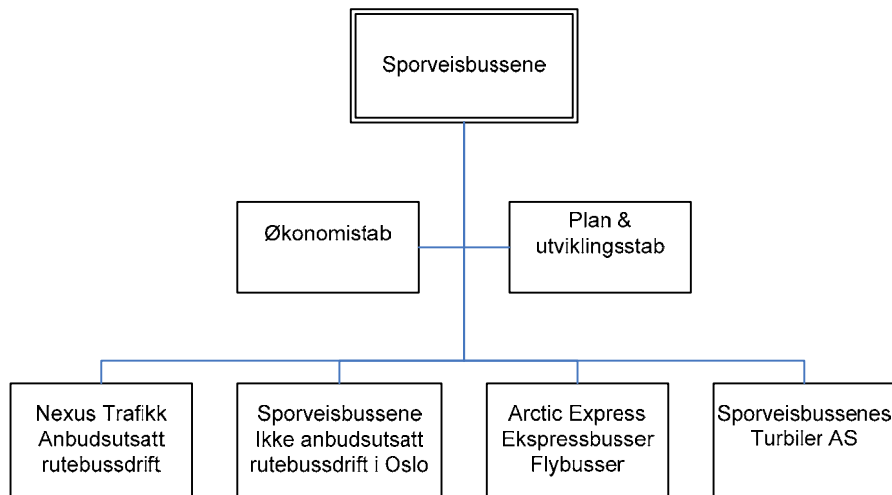 Sporveisbussene
Økonomistab
Plan &
utviklingsstab
Nexus Trafikk
Anbudsutsatt
rutebussdrift
Sporveisbussene
Ikke anbudsutsatt
rutebussdrift i Oslo
Arctic Express
Ekspressbusser
Flybusser
Sporveisbussenes
Turbiler AS